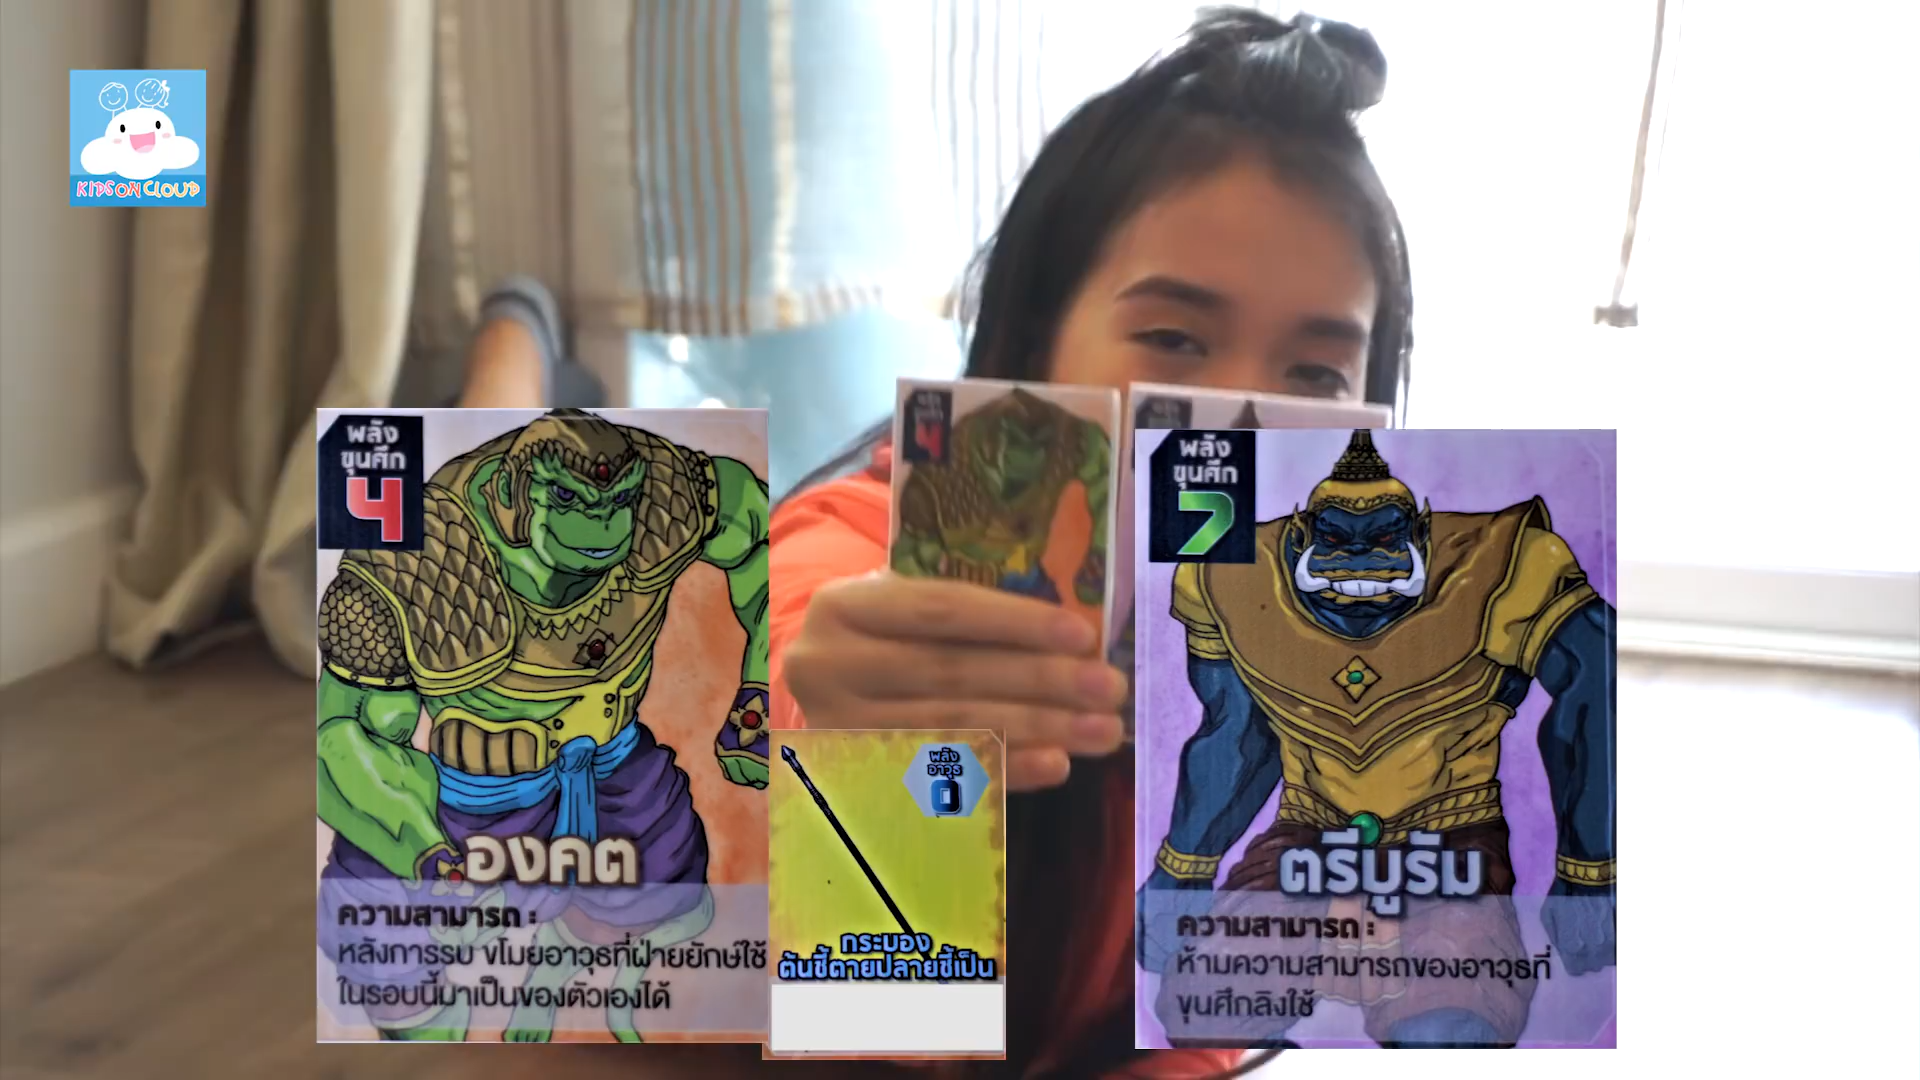 KIDS ON CLOUD
พลัง
ขุนศึก
4
องคต
ความสามารถ :
หลังการรบ ขโมยอาวุธที่ฝ่ายยักษ์ใช้
ในรอบนี้มาเป็นของตัวเองได้
4
พลัง
อาวุธ
0
กระบอง
ต้นชี้ตายปลายชี้เป็น
พลัง
ขุนศึก
7
ตรีบูรัม
ความสามารถ :
ห้ามความสามารถของอาวุธที่
ขุนศึกลิงใช้